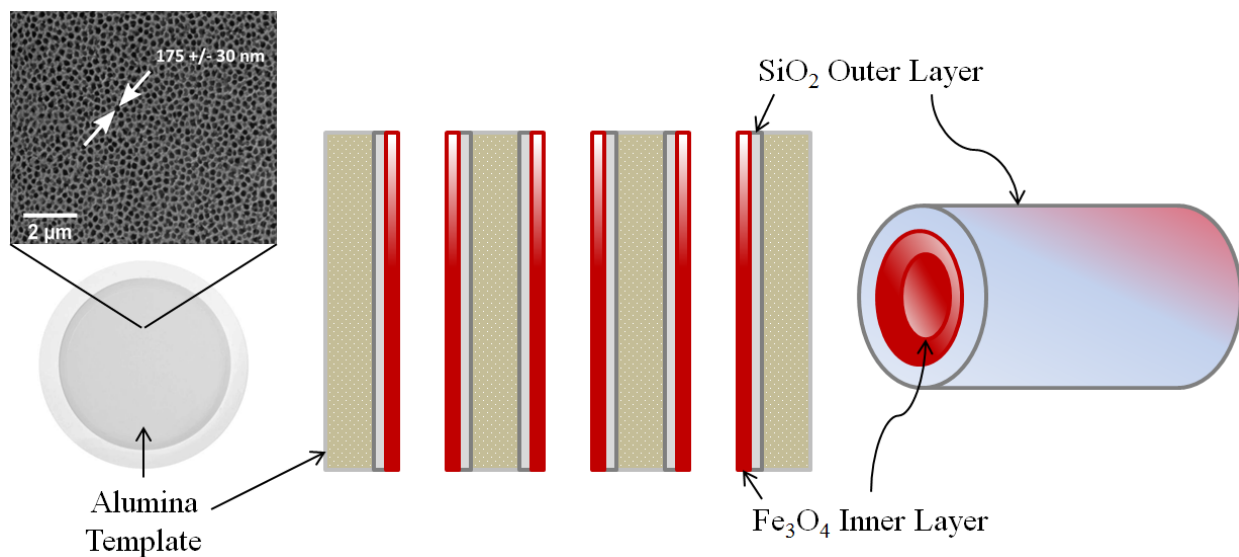 175 +/- 30 nm
2 µm
SiO₂ Outer Layer
Alumina
Template
Fe₃O₄ Inner Layer